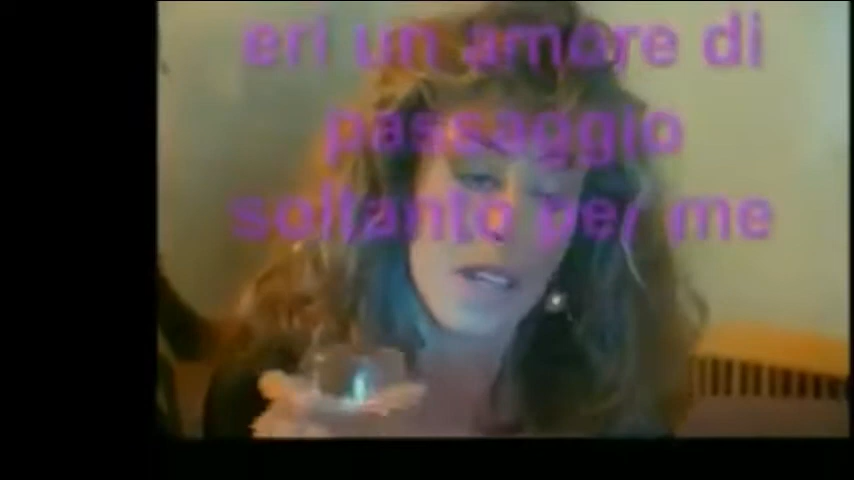 eri un amore di
passaggio
soltanto per me